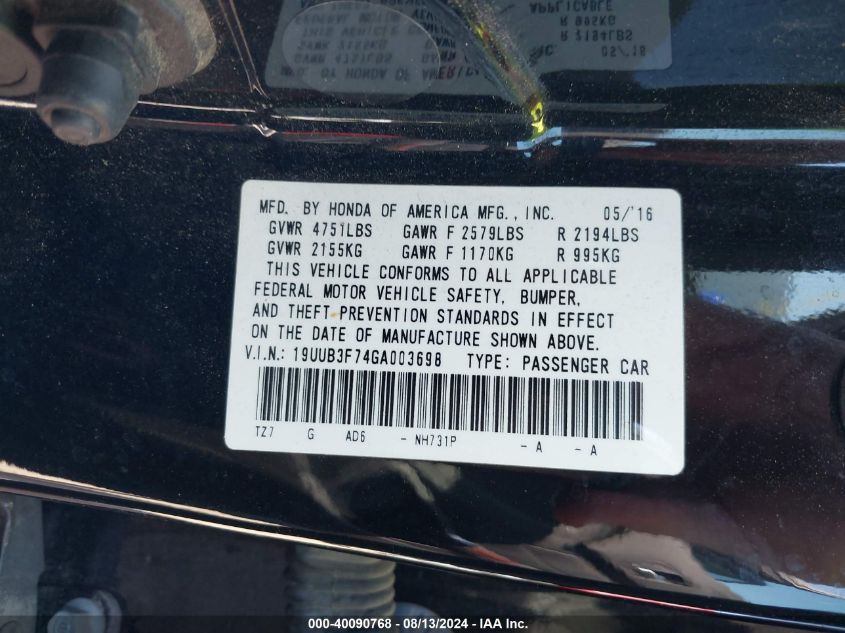 MFD. BY HONDA OF AMERICA MFG., INC. 05/'16
GVWR 4751LBS GAWR F 2579LBS R 2194LBS
GVWR 2155KG GAWR F 1170KG R 995KG
THIS VEHICLE CONFORMS TO ALL APPLICABLE
FEDERAL MOTOR VEHICLE SAFETY, BUMPER,
AND THEFT PREVENTION STANDARDS IN EFFECT
ON THE DATE OF MANUFACTURE SHOWN ABOVE.
V.I.N.: 19UUB3F74GA003698 TYPE: PASSENGER CAR
TZ7 G AD6 - NH731P - A - A
000-40090768 - 08/13/2024 - IAA Inc.